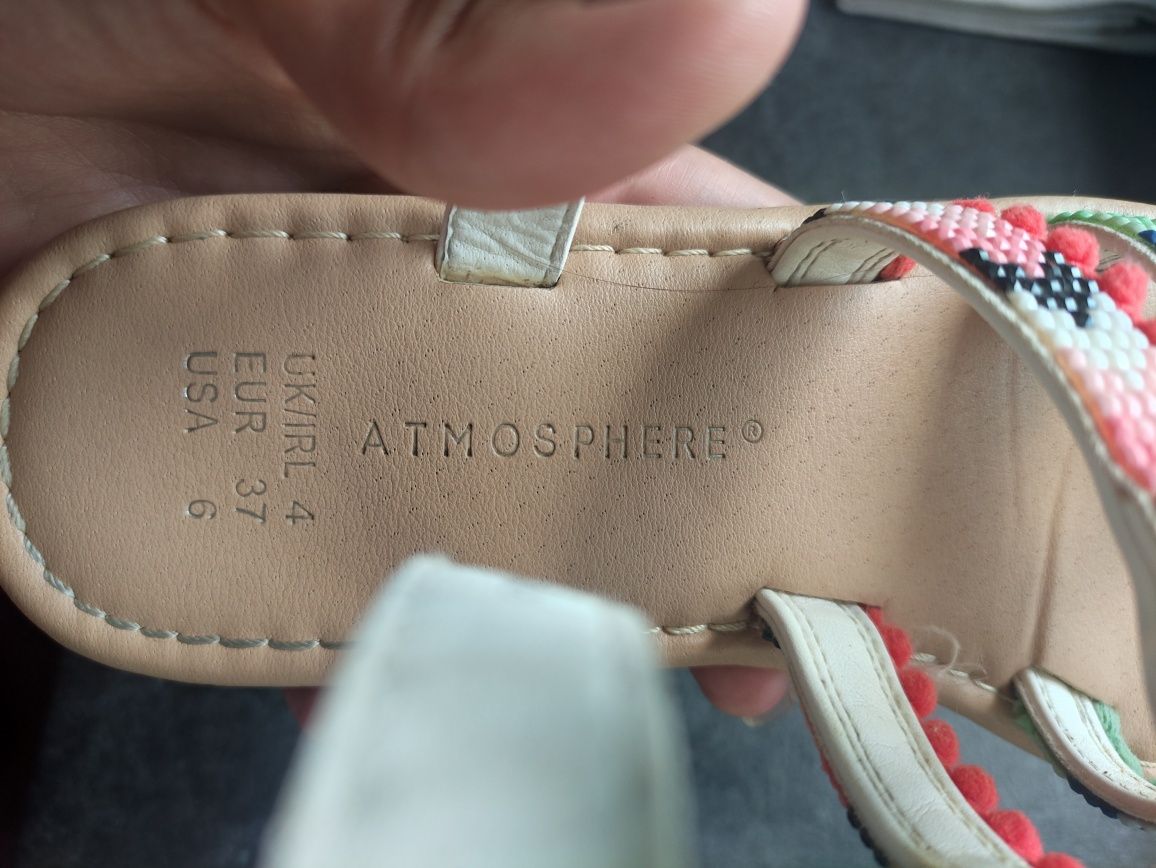 ATMOSPHERE®
UK/IRL 4
EUR 37
USA 6